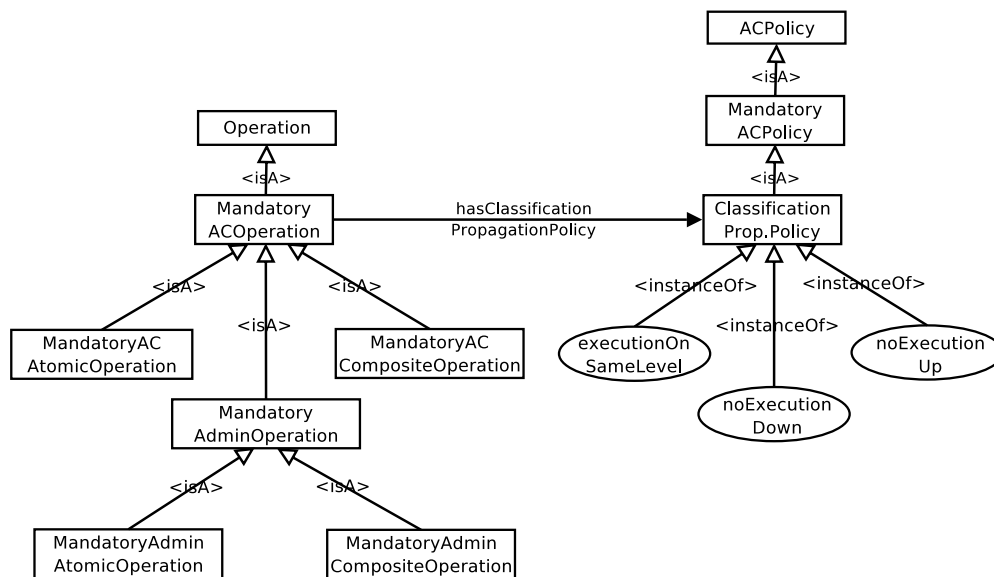 ACPolicy
<isA>
Mandatory
ACPolicy
<isA>
Operation
<isA>
Mandatory
ACOperation
hasClassification
PropagationPolicy
Classification
Prop.Policy
<isA>
<isA>
<isA>
<instanceOf>
<instanceOf>
<instanceOf>
MandatoryAC
AtomicOperation
MandatoryAC
CompositeOperation
executionOn
SameLevel
noExecution
Up
noExecution
Down
Mandatory
AdminOperation
<isA>
<isA>
MandatoryAdmin
AtomicOperation
MandatoryAdmin
CompositeOperation